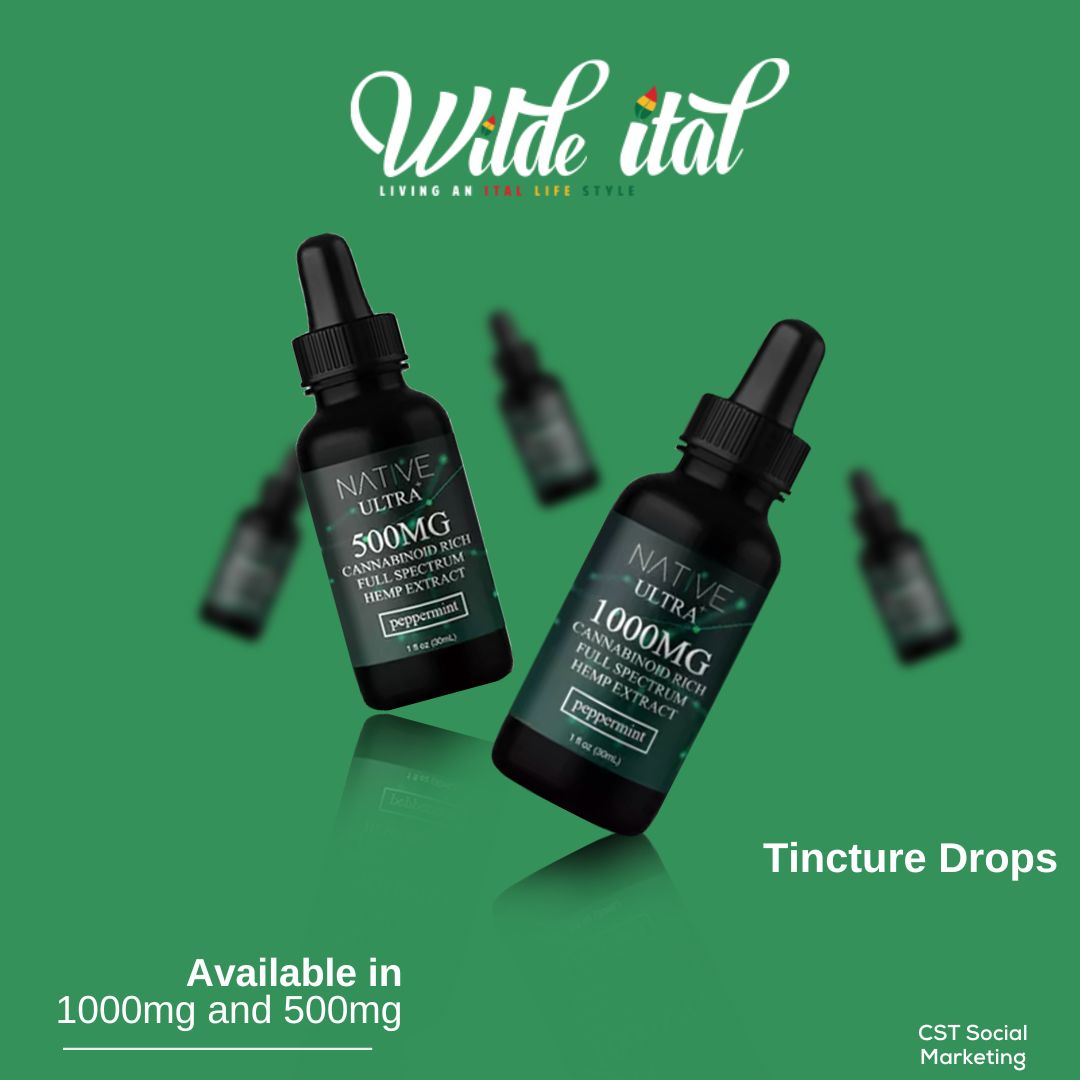 Wilde ital
LIVING AN ITAL LIFE STYLE
NATIVE
ULTRA+
500MG
CANNABINOID RICH
FULL SPECTRUM
HEMP EXTRACT
peppermint
1 fl oz (30mL)
NATIVE
ULTRA+
1000MG
CANNABINOID RICH
FULL SPECTRUM
HEMP EXTRACT
peppermint
1 fl oz (30mL)
Tincture Drops
Available in
1000mg and 500mg
CST Social
Marketing